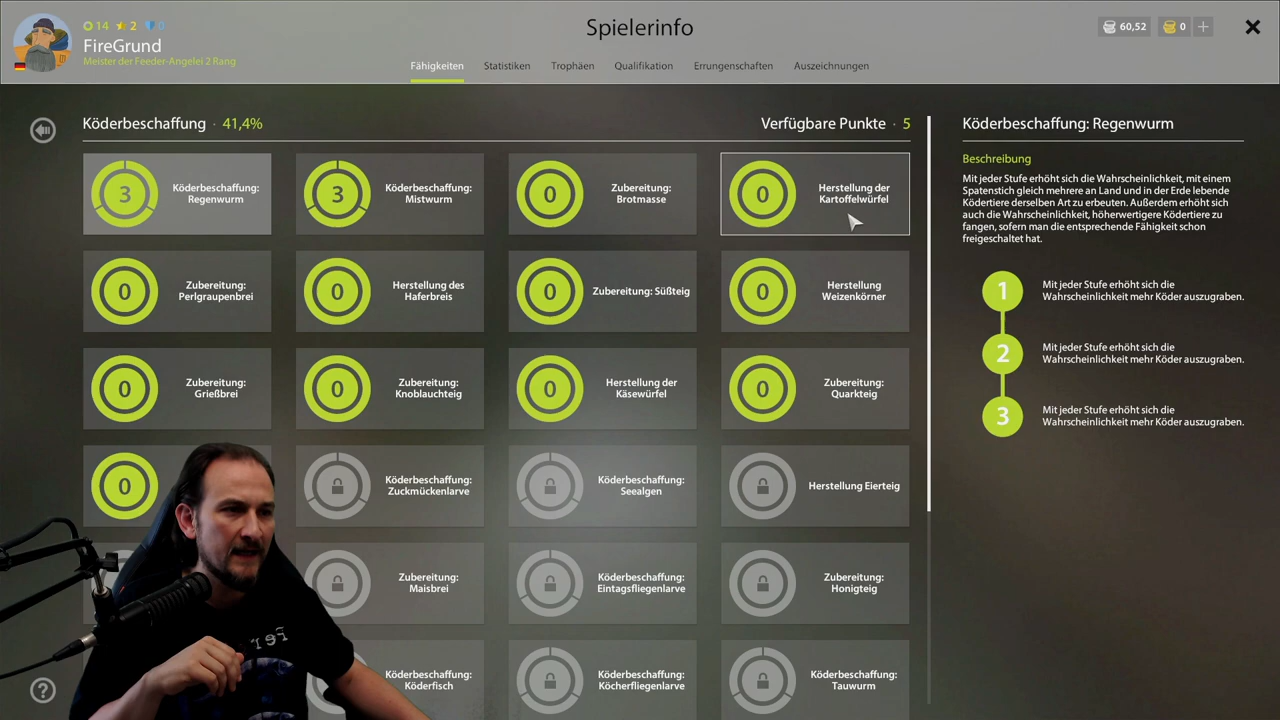 14 2 0
FireGrund
Meister der Feeder-Angelei 2 Rang
Spielerinfo
60,52
0
Fähigkeiten Statistiken Trophäen Qualifikation Errungenschaften Auszeichnungen
Köderbeschaffung · 41,4%
Verfügbare Punkte · 5
3
Köderbeschaffung:
Regenwurm
3
Köderbeschaffung:
Mistwurm
0
Zubereitung:
Brotmasse
0
Herstellung der
Kartoffelwürfel
0
Zubereitung:
Perlgraupenbrei
0
Herstellung des
Haferbreis
0
Zubereitung: Süßteig
0
Herstellung
Weizenkörner
0
Zubereitung:
Grießbrei
0
Zubereitung:
Knoblauchteig
0
Herstellung der
Käsewürfel
0
Zubereitung:
Quarkteig
0
Köderbeschaffung:
Zuckmückenlarve
Köderbeschaffung:
Seealgen
Herstellung Eierteig
Zubereitung:
Maisbrei
Köderbeschaffung:
Eintagsfliegenlarve
Zubereitung:
Honigteig
Köderbeschaffung:
Köderfisch
Köderbeschaffung:
Köcherfliegenlarve
Köderbeschaffung:
Tauwurm
Köderbeschaffung: Regenwurm
Beschreibung
Mit jeder Stufe erhöht sich die Wahrscheinlichkeit, mit einem
Spatenstich gleich mehrere an Land und in der Erde lebende
Ködertiere derselben Art zu erbeuten. Außerdem erhöht sich
auch die Wahrscheinlichkeit, höherwertigere Ködertiere zu
fangen, sofern man die entsprechende Fähigkeit schon
freigeschaltet hat.
1
Mit jeder Stufe erhöht sich die
Wahrscheinlichkeit mehr Köder auszugraben.
2
Mit jeder Stufe erhöht sich die
Wahrscheinlichkeit mehr Köder auszugraben.
3
Mit jeder Stufe erhöht sich die
Wahrscheinlichkeit mehr Köder auszugraben.
?